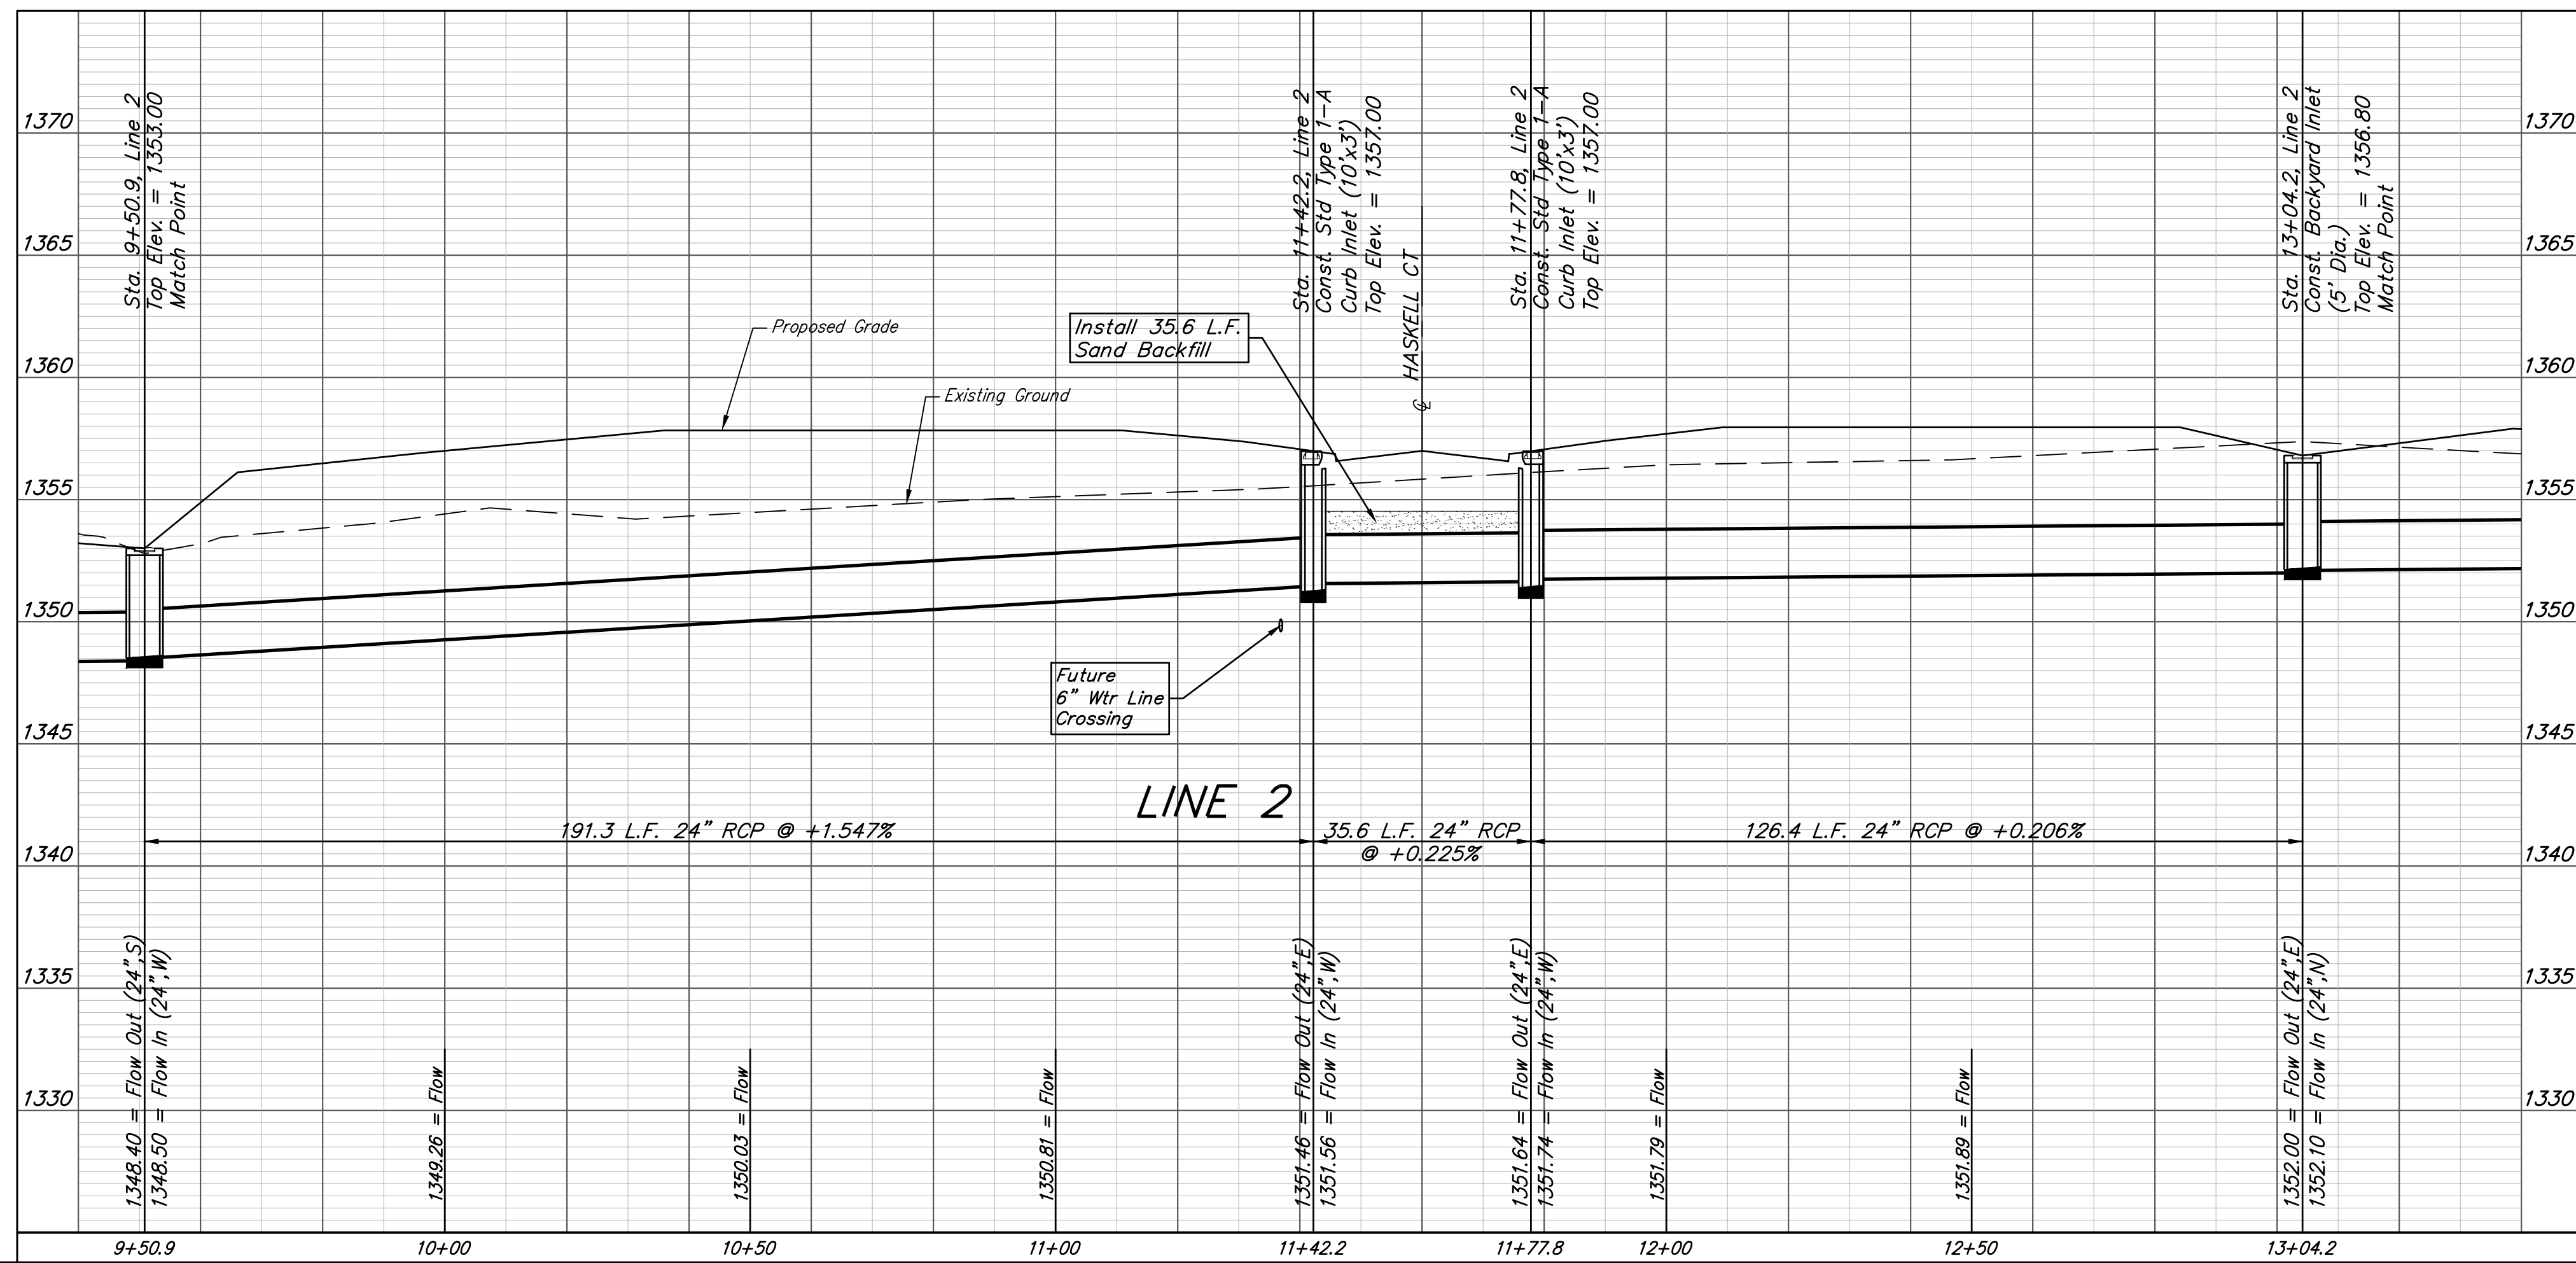 Sta. 9+50.9, Line 2
Top Elev. = 1353.00
Match Point
Sta. 11+42.2, Line 2
Const. Std Type 1-A
Curb Inlet (10'x3')
Top Elev. = 1357.00
HASKELL CT
Sta. 11+77.8, Line 2
Const. Std Type 1-A
Curb Inlet (10'x3')
Top Elev. = 1357.00
Sta. 13+04.2, Line 2
Const. Backyard Inlet
(5' Dia.)
Top Elev. = 1356.80
Match Point
1370
1365
1360
1355
1350
1345
1340
1335
1330
1370
1365
1360
1355
1350
1345
1340
1335
1330
Proposed Grade
Existing Ground
Install 35.6 L.F.
Sand Backfill
℄
Future
6" Wtr Line
Crossing
LINE 2
191.3 L.F. 24" RCP @ +1.547%
35.6 L.F. 24" RCP
@ +0.225%
126.4 L.F. 24" RCP @ +0.206%
1348.40 = Flow Out (24",S)
1348.50 = Flow In (24",W)
1349.26 = Flow
1350.03 = Flow
1350.81 = Flow
1351.46 = Flow Out (24",E)
1351.56 = Flow In (24",W)
1351.64 = Flow Out (24",E)
1351.74 = Flow In (24",W)
1351.79 = Flow
1351.89 = Flow
1352.00 = Flow Out (24",E)
1352.10 = Flow In (24",N)
9+50.9
10+00
10+50
11+00
11+42.2
11+77.8
12+00
12+50
13+04.2